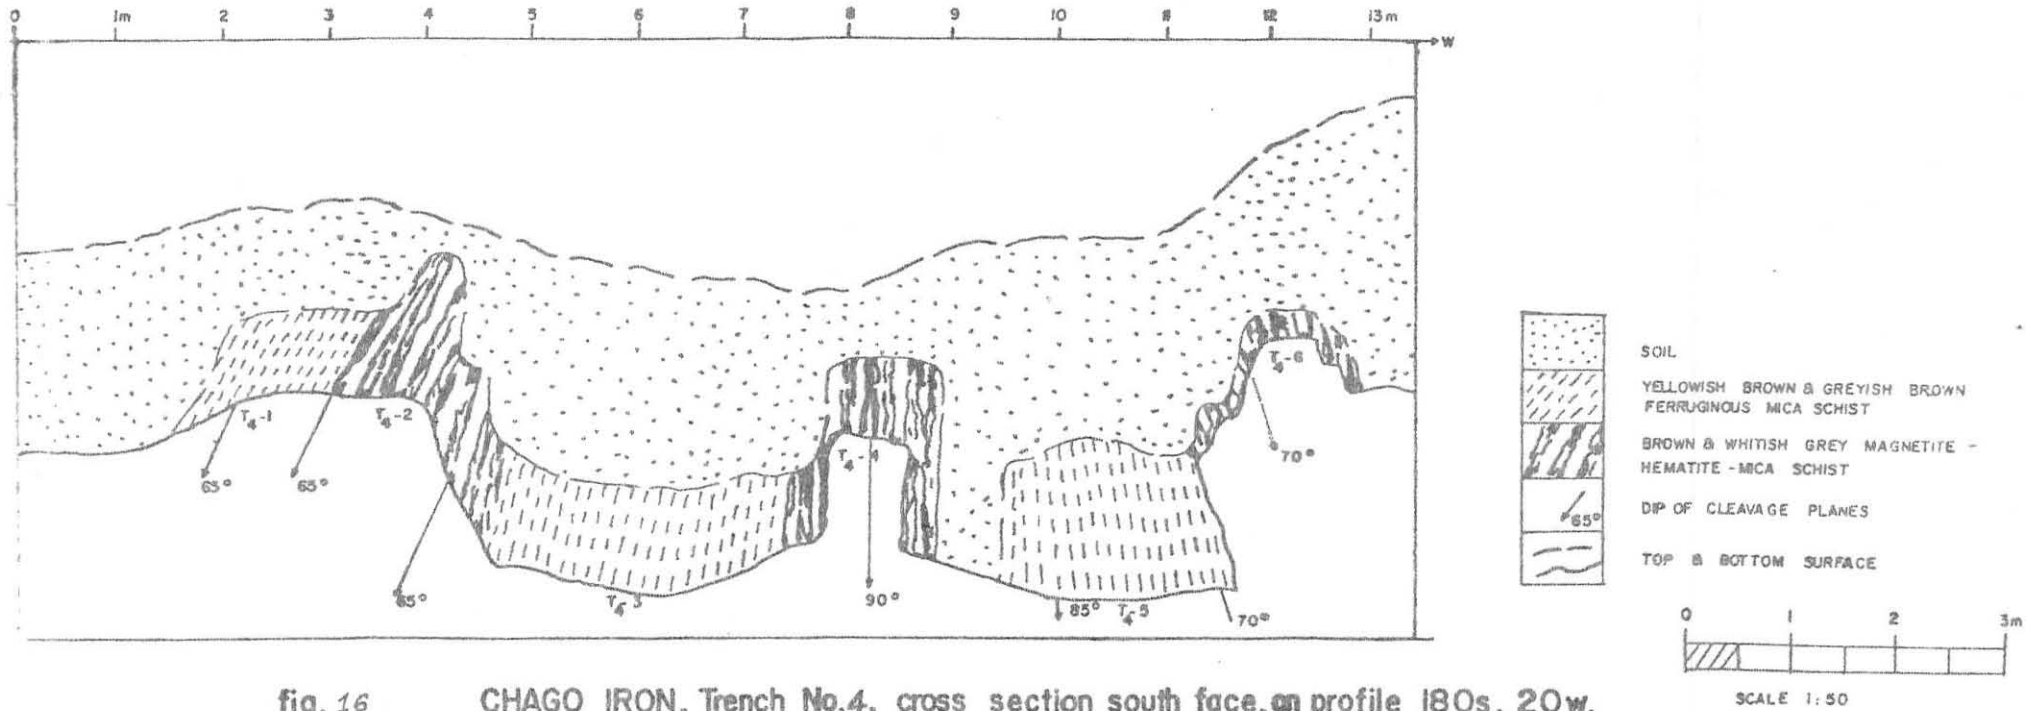 0 1m 2 3 4 5 6 7 8 9 10 11 12 13m
W
T4-1
T4-2
T4-3
T4-4
T4-5
T4-6
65°
65°
65°
90°
85°
70°
70°
SOIL
YELLOWISH BROWN & GREYISH BROWN
FERRUGINOUS MICA SCHIST
BROWN & WHITISH GREY MAGNETITE -
HEMATITE - MICA SCHIST
65°
DIP OF CLEAVAGE PLANES
TOP & BOTTOM SURFACE
0 1 2 3m
SCALE 1:50
fig. 16 CHAGO IRON. Trench No.4. cross section south face. on profile 180s. 20w.